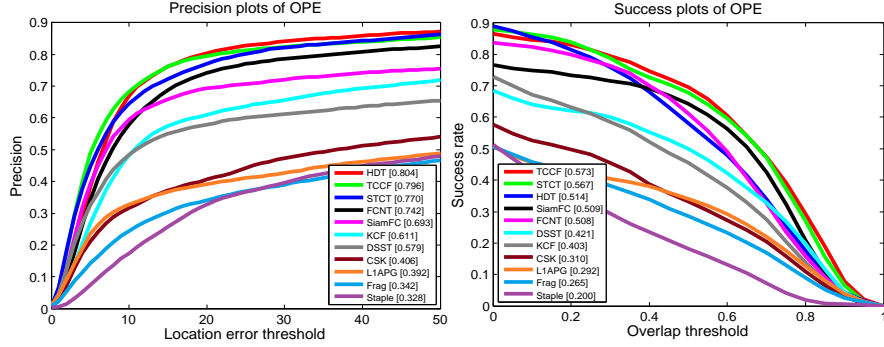 Precision plots of OPE
Precision
0.9
0.8
0.7
0.6
0.5
0.4
0.3
0.2
0.1
0
0 10 20 30 40 50
Location error threshold
HDT [0.804]
TCCF [0.796]
STCT [0.770]
FCNT [0.742]
SiamFC [0.693]
KCF [0.611]
DSST [0.579]
CSK [0.406]
L1APG [0.392]
Frag [0.342]
Staple [0.328]
Success plots of OPE
Success rate
0.9
0.8
0.7
0.6
0.5
0.4
0.3
0.2
0.1
0
0 0.2 0.4 0.6 0.8 1
Overlap threshold
TCCF [0.573]
STCT [0.567]
HDT [0.514]
SiamFC [0.509]
FCNT [0.508]
DSST [0.421]
KCF [0.403]
CSK [0.310]
L1APG [0.292]
Frag [0.265]
Staple [0.200]